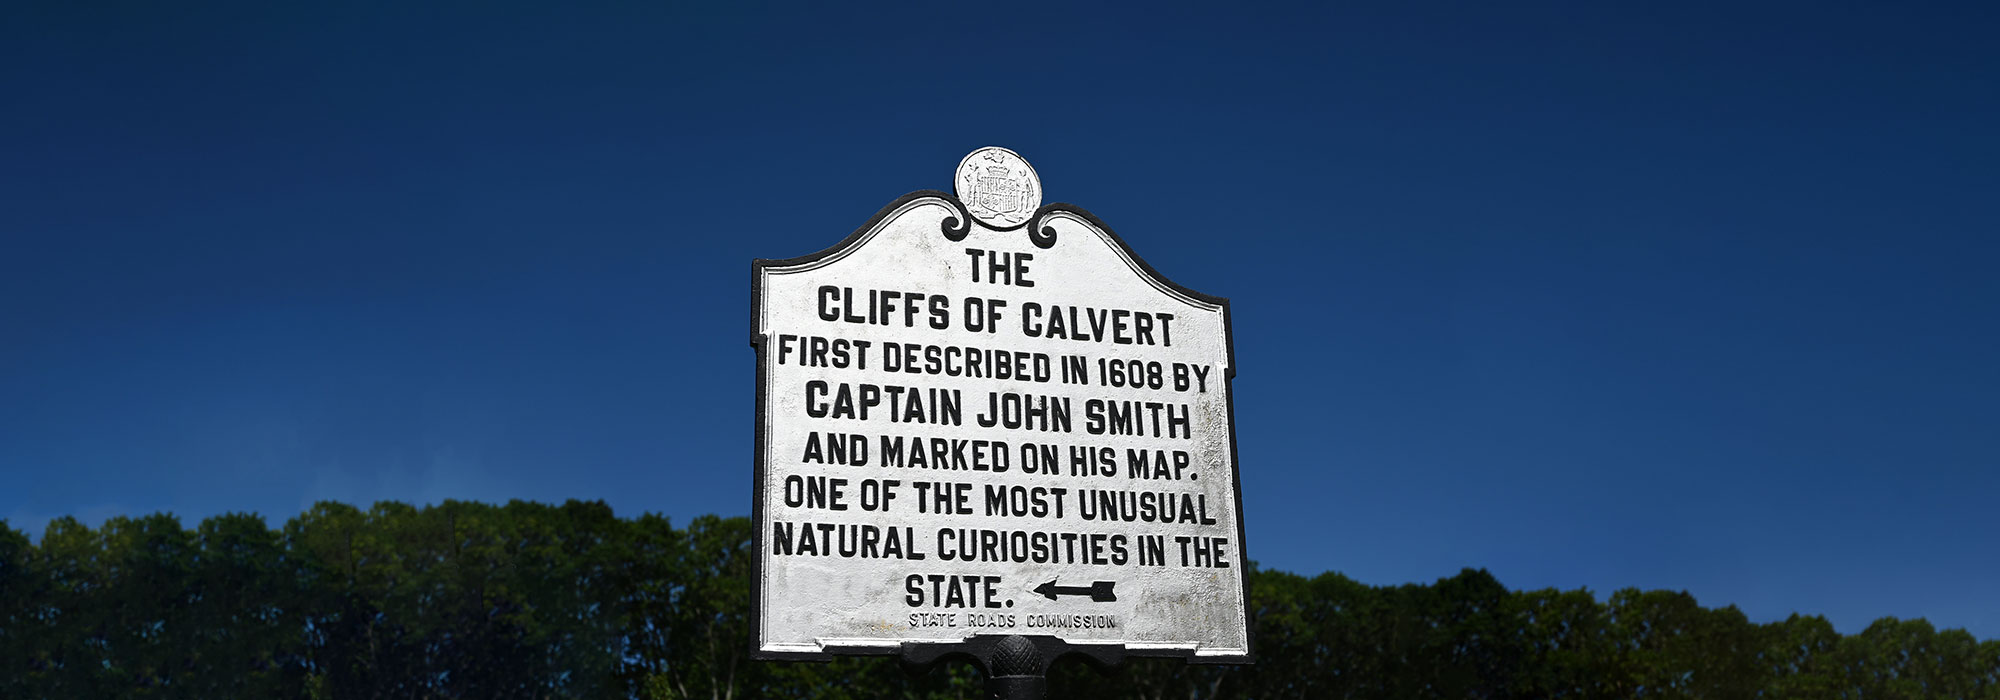 THE
CLIFFS OF CALVERT
FIRST DESCRIBED IN 1608 BY
CAPTAIN JOHN SMITH
AND MARKED ON HIS MAP.
ONE OF THE MOST UNUSUAL
NATURAL CURIOSITIES IN THE
STATE.
STATE ROADS COMMISSION